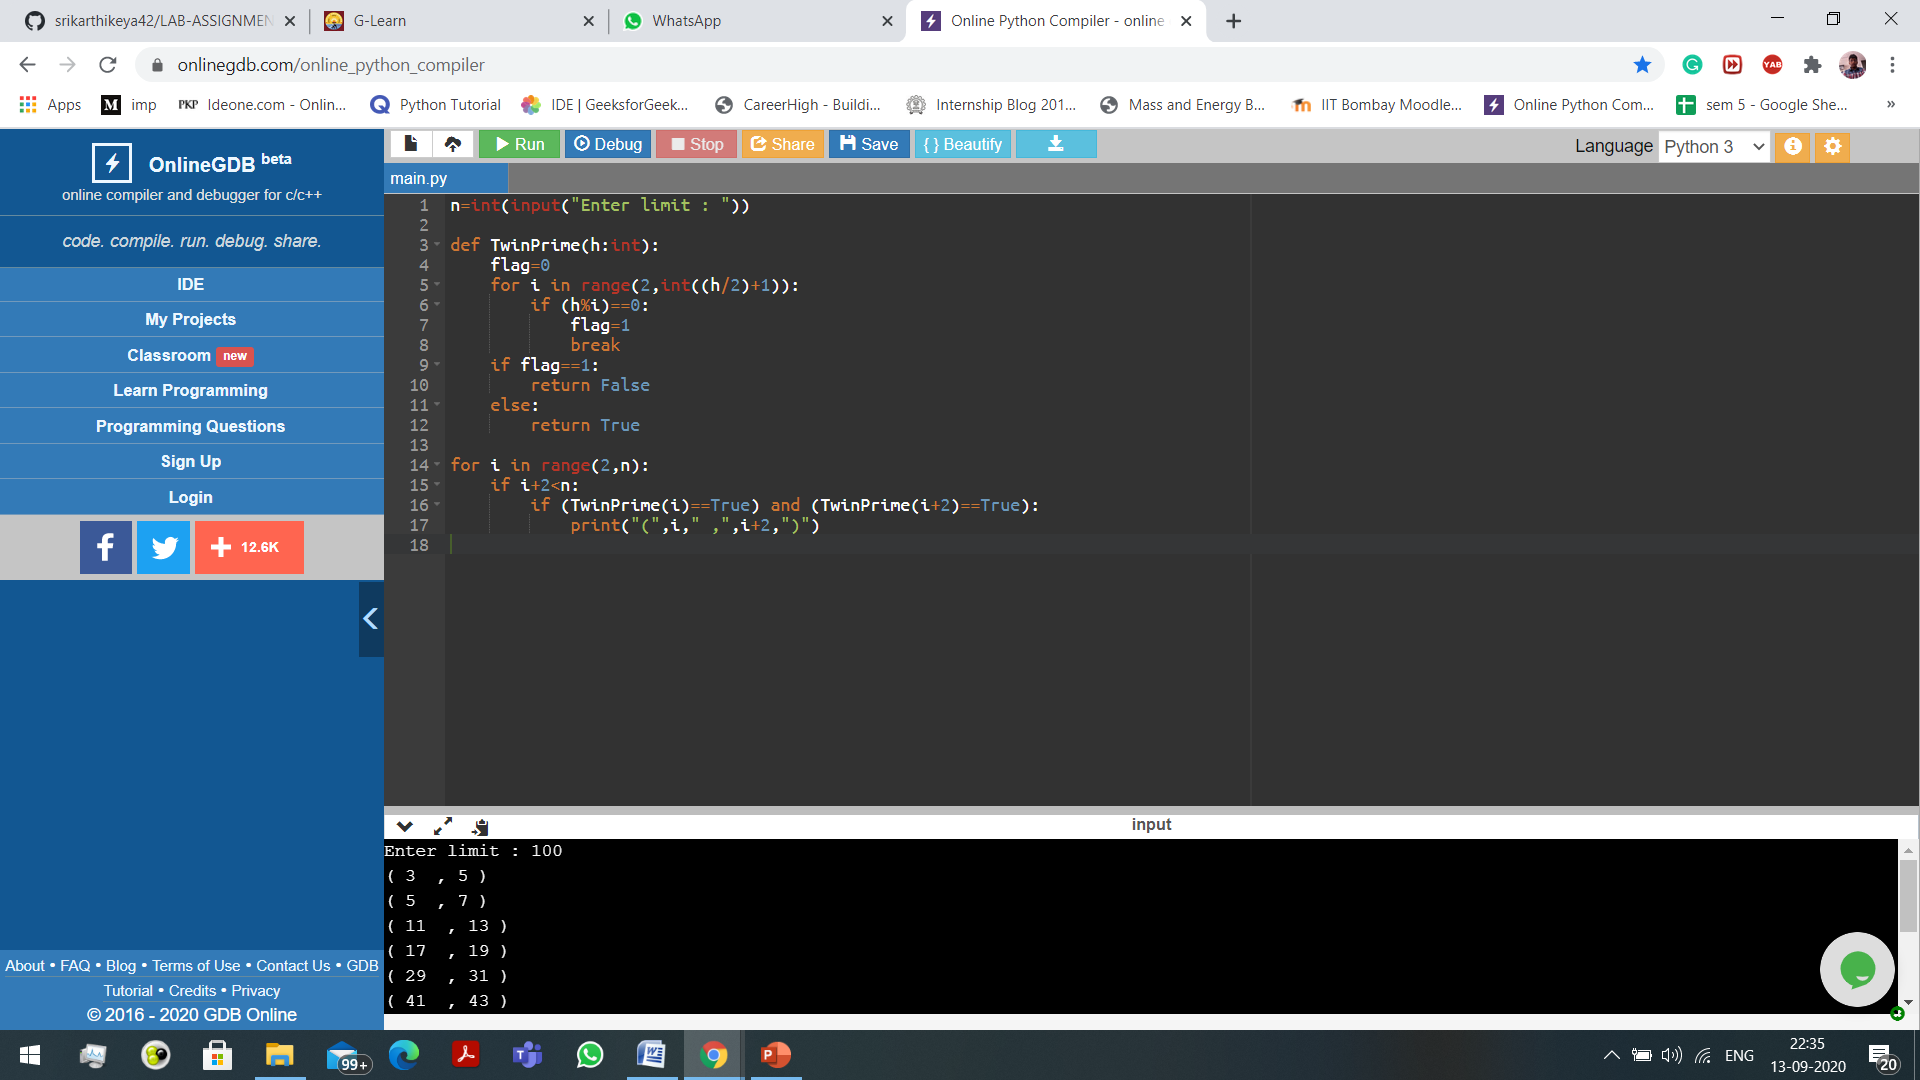 srikarthikeya42/LAB-ASSIGNMEN
G-Learn
WhatsApp
Online Python Compiler - online
onlinegdb.com/online_python_compiler
Apps
M imp
PKP Ideone.com - Onlin...
Python Tutorial
IDE | GeeksforGeek...
CareerHigh - Buildi...
Internship Blog 201...
Mass and Energy B...
IIT Bombay Moodle...
Online Python Com...
sem 5 - Google She...
»
OnlineGDB beta
online compiler and debugger for c/c++
code. compile. run. debug. share.
IDE
My Projects
Classroom new
Learn Programming
Programming Questions
Sign Up
Login
12.6K
About • FAQ • Blog • Terms of Use • Contact Us • GDB
Tutorial • Credits • Privacy
© 2016 - 2020 GDB Online
Run Debug Stop Share Save { } Beautify
Language Python 3
main.py
1 n=int(input("Enter limit : "))
2
3 def TwinPrime(h:int):
4     flag=0
5     for i in range(2,int((h/2)+1)):
6         if (h%i)==0:
7             flag=1
8             break
9     if flag==1:
10         return False
11     else:
12         return True
13
14 for i in range(2,n):
15     if i+2<n:
16         if (TwinPrime(i)==True) and (TwinPrime(i+2)==True):
17             print("(",i," ,",i+2,")")
18
input
Enter limit : 100
( 3  , 5 )
( 5  , 7 )
( 11  , 13 )
( 17  , 19 )
( 29  , 31 )
( 41  , 43 )
99+
ENG
22:35
13-09-2020
20